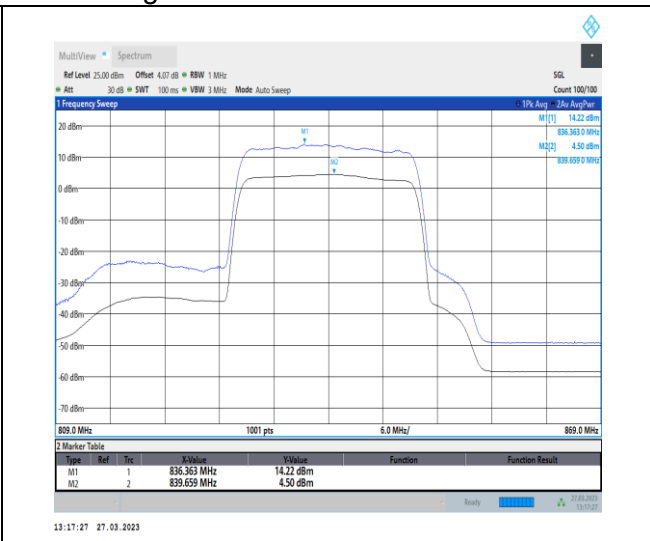 MultiView Spectrum
Ref Level 25.00 dBm Offset 4.07 dB RBW 1 MHz SGL
Att 30 dB SWT 100 ms VBW 3 MHz Mode Auto Sweep Count 100/100
1 Frequency Sweep 1Pk Avg 2Av AvgPwr
M1[1] 14.22 dBm
836.363 0 MHz
M2[2] 4.50 dBm
839.659 0 MHz
20 dBm
M1
10 dBm
M2
0 dBm
-10 dBm
-20 dBm
-30 dBm
-40 dBm
-50 dBm
-60 dBm
-70 dBm
809.0 MHz 1001 pts 6.0 MHz/ 869.0 MHz
2 Marker Table
Type Ref Trc X-Value Y-Value Function Function Result
M1 1 836.363 MHz 14.22 dBm
M2 2 839.659 MHz 4.50 dBm
Ready 27.03.2023
13:17:27
13:17:27 27.03.2023